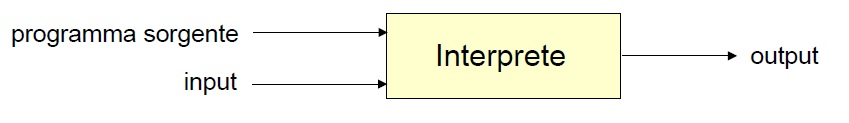 programma sorgente
input
Interprete
output